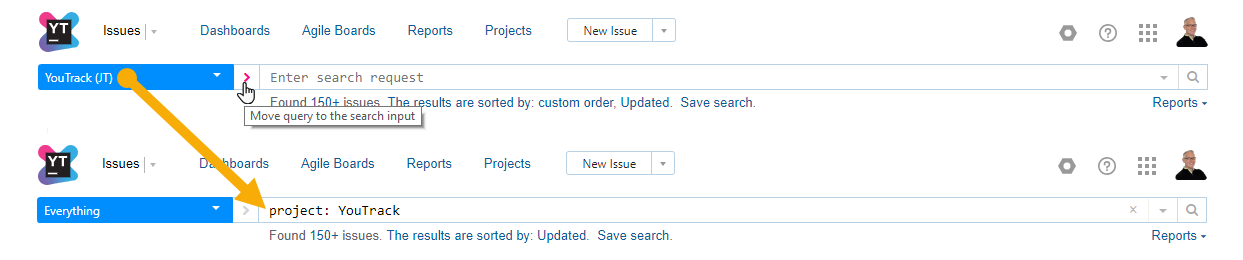 YT Issues Dashboards Agile Boards Reports Projects New Issue
YouTrack (JT) Enter search request
Found 150+ issues. The results are sorted by: custom order, Updated. Save search. Reports
Move query to the search input
YT Issues Dashboards Agile Boards Reports Projects New Issue
Everything project: YouTrack
Found 150+ issues. The results are sorted by: Updated. Save search. Reports